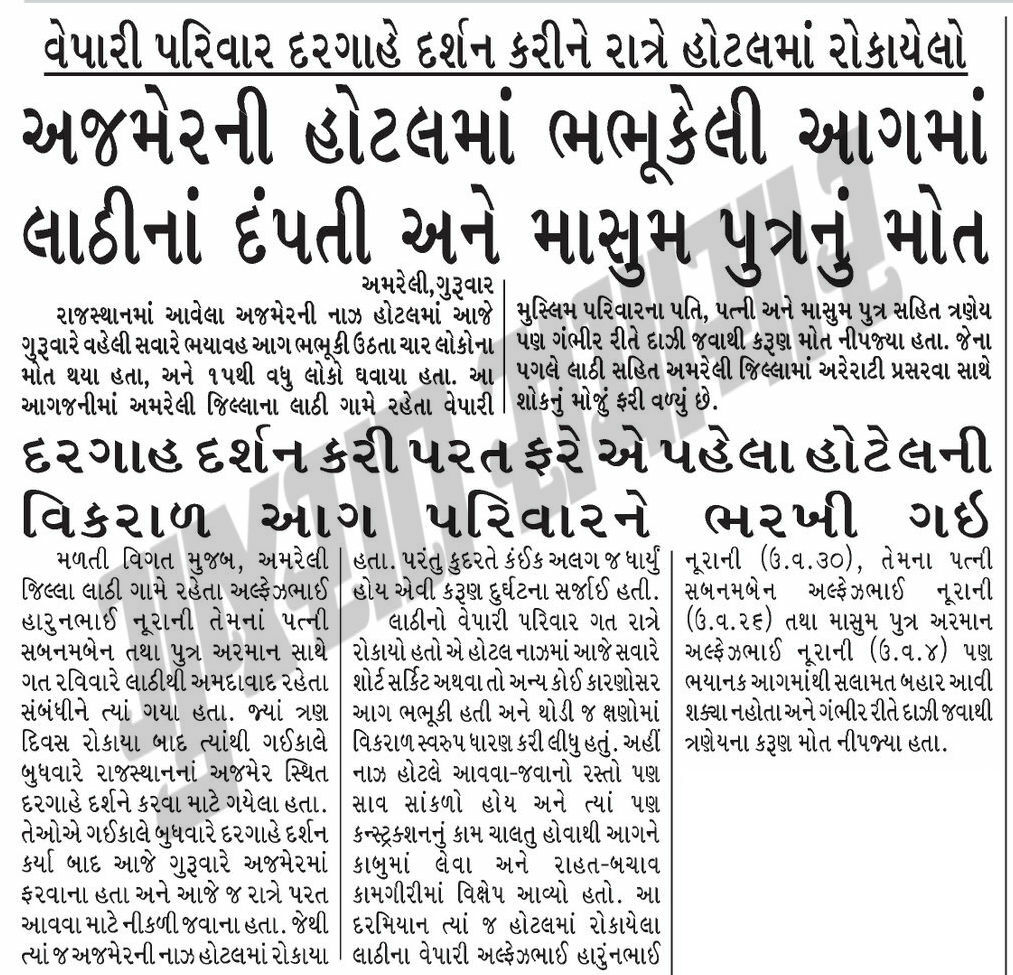 વેપારી પરિવાર દરગાહે દર્શન કરીને રાત્રે હોટલમાં રોકાયેલો
અજમેરની હોટલમાં ભભૂકેલી આગમાં
લાઠીનાં દંપતી અને માસુમ પુત્રનું મોત
અમરેલી,ગુરૂવાર
રાજસ્થાનમાં આવેલા અજમેરની નાઝ હોટલમાં આજે
ગુરૂવારે વહેલી સવારે ભયાવહ આગ ભભૂકી ઉઠતા ચાર લોકોના
મોત થયા હતા, અને ૧૫થી વધુ લોકો ઘવાયા હતા. આ
આગજનીમાં અમરેલી જિલ્લાના લાઠી ગામે રહેતા વેપારી
મુસ્લિમ પરિવારના પતિ, પત્ની અને માસુમ પુત્ર સહિત ત્રણેય
પણ ગંભીર રીતે દાઝી જવાથી કરૂણ મોત નીપજ્યા હતા. જેના
પગલે લાઠી સહિત અમરેલી જિલ્લામાં અરેરાટી પ્રસરવા સાથે
શોકનું મોજું ફરી વળ્યું છે.
દરગાહ દર્શન કરી પરત ફરે એ પહેલા હોટેલની
વિકરાળ આગ પરિવારને ભરખી ગઇ
મળતી વિગત મુજબ, અમરેલી
જિલ્લા લાઠી ગામે રહેતા અલ્ફેઝભાઈ
હારુનભાઈ નૂરાની તેમનાં પત્ની
સબનમબેન તથા પુત્ર અરમાન સાથે
ગત રવિવારે લાઠીથી અમદાવાદ રહેતા
સંબંધીને ત્યાં ગયા હતા. જ્યાં ત્રણ
દિવસ રોકાયા બાદ ત્યાંથી ગઈકાલે
બુધવારે રાજસ્થાનનાં અજમેર સ્થિત
દરગાહે દર્શને કરવા માટે ગયેલા હતા.
તેઓએ ગઈકાલે બુધવારે દરગાહે દર્શન
કર્યા બાદ આજે ગુરૂવારે અજમેરમાં
ફરવાના હતા અને આજે જ રાત્રે પરત
આવવા માટે નીકળી જવાના હતા. જેથી
ત્યાં જ અજમેરની નાઝ હોટલમાં રોકાયા
હતા. પરંતુ કુદરતે કંઈક અલગ જ ધાર્યું
હોય એવી કરૂણ દુર્ઘટના સર્જાઈ હતી.
લાઠીનો વેપારી પરિવાર ગત રાત્રે
રોકાયો હતો એ હોટલ નાઝમાં આજે સવારે
શોર્ટ સર્કિટ અથવા તો અન્ય કોઈ કારણોસર
આગ ભભૂકી હતી અને થોડી જ ક્ષણોમાં
વિકરાળ સ્વરુપ ધારણ કરી લીધુ હતું. અહીં
નાઝ હોટલે આવવા-જવાનો રસ્તો પણ
સાવ સાંકળો હોય અને ત્યાં પણ
કન્સ્ટ્રક્શનનું કામ ચાલતુ હોવાથી આગને
કાબુમાં લેવા અને રાહત-બચાવ
કામગીરીમાં વિક્ષેપ આવ્યો હતો. આ
દરમિયાન ત્યાં જ હોટલમાં રોકાયેલા
લાઠીના વેપારી અલ્ફેઝભાઈ હારુંનભાઈ
નૂરાની (ઉ.વ.૩૦), તેમના પત્ની
સબનમબેન અલ્ફેઝભાઈ નૂરાની
(ઉ.વ.૨૬) તથા માસુમ પુત્ર અરમાન
અલ્ફેઝભાઈ નૂરાની (ઉ.વ.૪) પણ
ભયાનક આગમાંથી સલામત બહાર આવી
શક્યા નહોતા અને ગંભીર રીતે દાઝી જવાથી
ત્રણેયના કરૂણ મોત નીપજ્યા હતા.
ગુજરાત સમાચાર